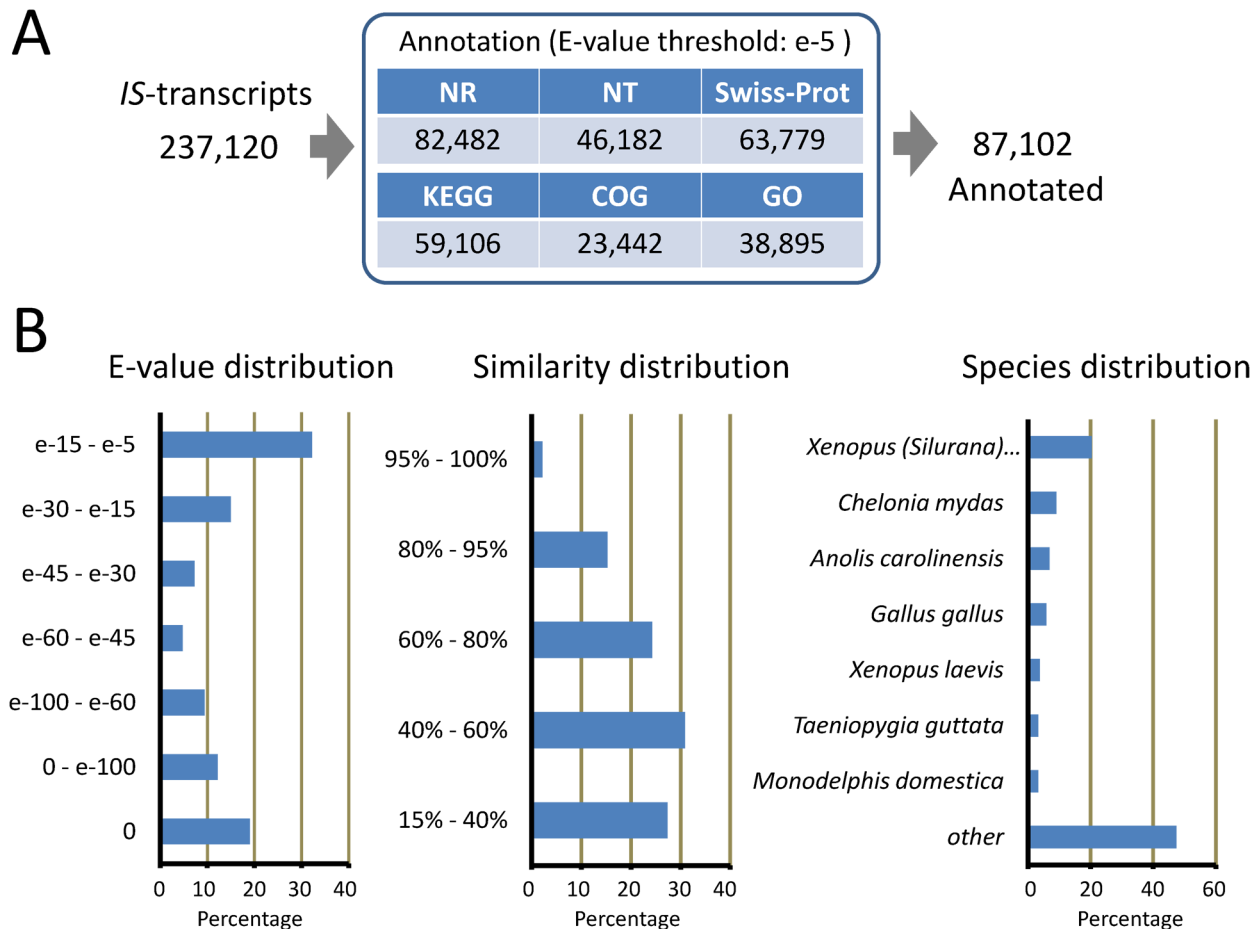 A
IS-transcripts
237,120
Annotation (E-value threshold: e-5 )
NR NT Swiss-Prot
82,482 46,182 63,779
KEGG COG GO
59,106 23,442 38,895
87,102
Annotated
B
E-value distribution
e-15 - e-5
e-30 - e-15
e-45 - e-30
e-60 - e-45
e-100 - e-60
0 - e-100
0
0 10 20 30 40
Percentage
Similarity distribution
95% - 100%
80% - 95%
60% - 80%
40% - 60%
15% - 40%
0 10 20 30 40
Percentage
Species distribution
Xenopus (Silurana)...
Chelonia mydas
Anolis carolinensis
Gallus gallus
Xenopus laevis
Taeniopygia guttata
Monodelphis domestica
other
0 20 40 60
Percentage